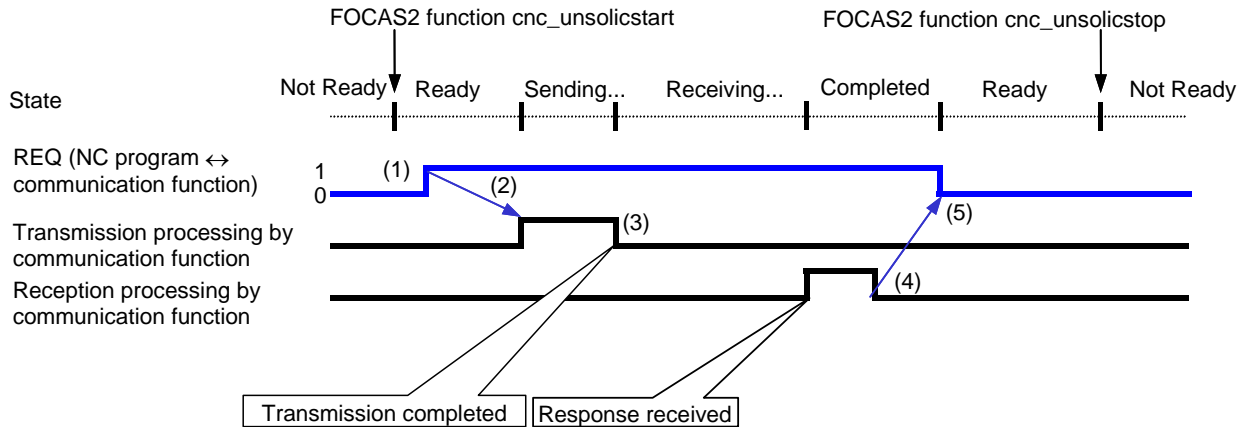 FOCAS2 function cnc_unsolicstart
FOCAS2 function cnc_unsolicstop
State
Not Ready
Ready
Sending...
Receiving...
Completed
Ready
Not Ready
REQ (NC program ↔
communication function)
1
0
(1)
(2)
(5)
Transmission processing by
communication function
(3)
Reception processing by
communication function
(4)
Transmission completed
Response received